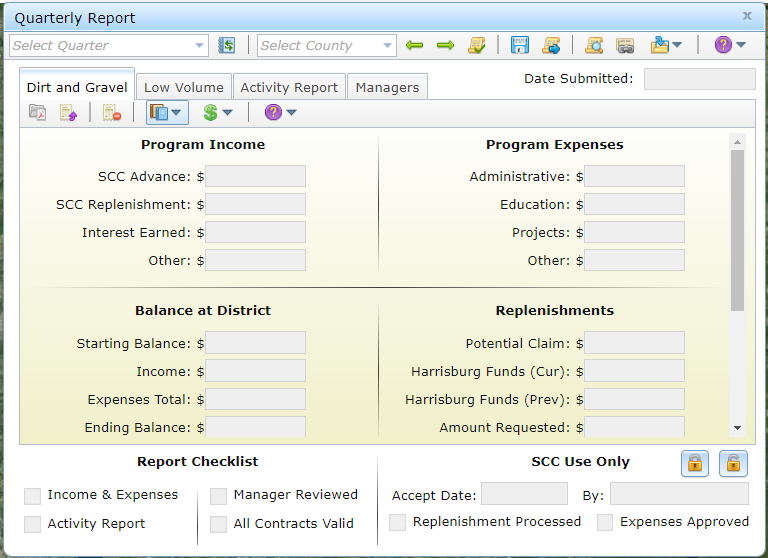 Quarterly Report x
Select Quarter Select County
Dirt and Gravel Low Volume Activity Report Managers Date Submitted:
Program Income Program Expenses
SCC Advance: $ Administrative: $
SCC Replenishment: $ Education: $
Interest Earned: $ Projects: $
Other: $ Other: $
Balance at District Replenishments
Starting Balance: $ Potential Claim: $
Income: $ Harrisburg Funds (Cur): $
Expenses Total: $ Harrisburg Funds (Prev): $
Ending Balance: $ Amount Requested: $
Report Checklist SCC Use Only
Income & Expenses Manager Reviewed Accept Date: By:
Activity Report All Contracts Valid Replenishment Processed Expenses Approved